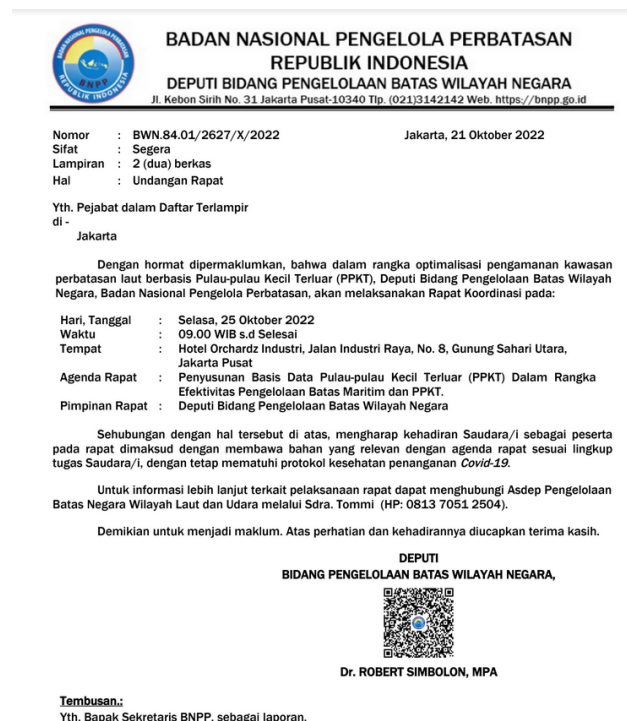 BADAN NASIONAL PENGELOLA PERBATASAN
REPUBLIK INDONESIA
DEPUTI BIDANG PENGELOLAAN BATAS WILAYAH NEGARA
Jl. Kebon Sirih No. 31 Jakarta Pusat-10340 Tlp. (021)3142142 Web. https://bnpp.go.id
BADAN NASIONAL PENGELOLA PERBATASAN
BNPP
REPUBLIK INDONESIA
Nomor : BWN.84.01/2627/X/2022 Jakarta, 21 Oktober 2022
Sifat : Segera
Lampiran : 2 (dua) berkas
Hal : Undangan Rapat
Yth. Pejabat dalam Daftar Terlampir
di -
Jakarta
Dengan hormat dipermaklumkan, bahwa dalam rangka optimalisasi pengamanan kawasan
perbatasan laut berbasis Pulau-pulau Kecil Terluar (PPKT), Deputi Bidang Pengelolaan Batas Wilayah
Negara, Badan Nasional Pengelola Perbatasan, akan melaksanakan Rapat Koordinasi pada:
Hari, Tanggal : Selasa, 25 Oktober 2022
Waktu : 09.00 WIB s.d Selesai
Tempat : Hotel Orchardz Industri, Jalan Industri Raya, No. 8, Gunung Sahari Utara,
Jakarta Pusat
Agenda Rapat : Penyusunan Basis Data Pulau-pulau Kecil Terluar (PPKT) Dalam Rangka
Efektivitas Pengelolaan Batas Maritim dan PPKT.
Pimpinan Rapat : Deputi Bidang Pengelolaan Batas Wilayah Negara
Sehubungan dengan hal tersebut di atas, mengharap kehadiran Saudara/i sebagai peserta
pada rapat dimaksud dengan membawa bahan yang relevan dengan agenda rapat sesuai lingkup
tugas Saudara/i, dengan tetap mematuhi protokol kesehatan penanganan Covid-19.
Untuk informasi lebih lanjut terkait pelaksanaan rapat dapat menghubungi Asdep Pengelolaan
Batas Negara Wilayah Laut dan Udara melalui Sdra. Tommi (HP: 0813 7051 2504).
Demikian untuk menjadi maklum. Atas perhatian dan kehadirannya diucapkan terima kasih.
DEPUTI
BIDANG PENGELOLAAN BATAS WILAYAH NEGARA,
Dr. ROBERT SIMBOLON, MPA
Tembusan.:
Yth. Bapak Sekretaris BNPP, sebagai laporan.